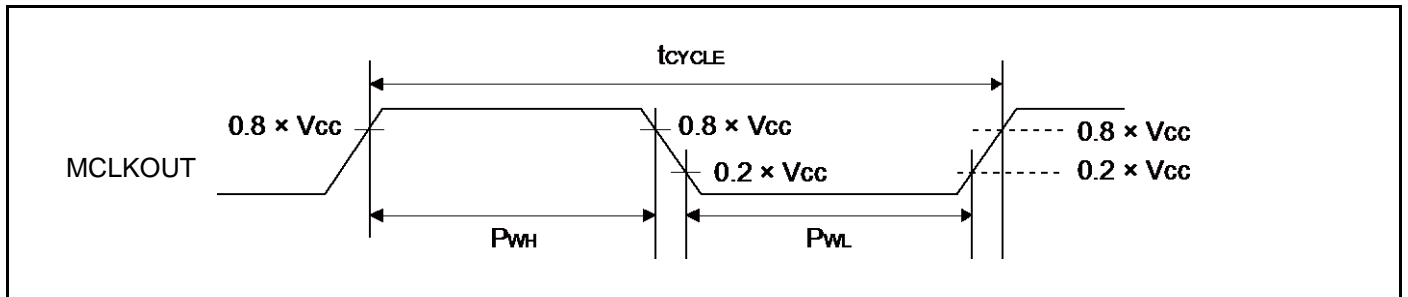 tCYCLE
0.8 × Vcc
0.8 × Vcc
0.8 × Vcc
MCLKOUT
0.2 × Vcc
0.2 × Vcc
PWH
PWL